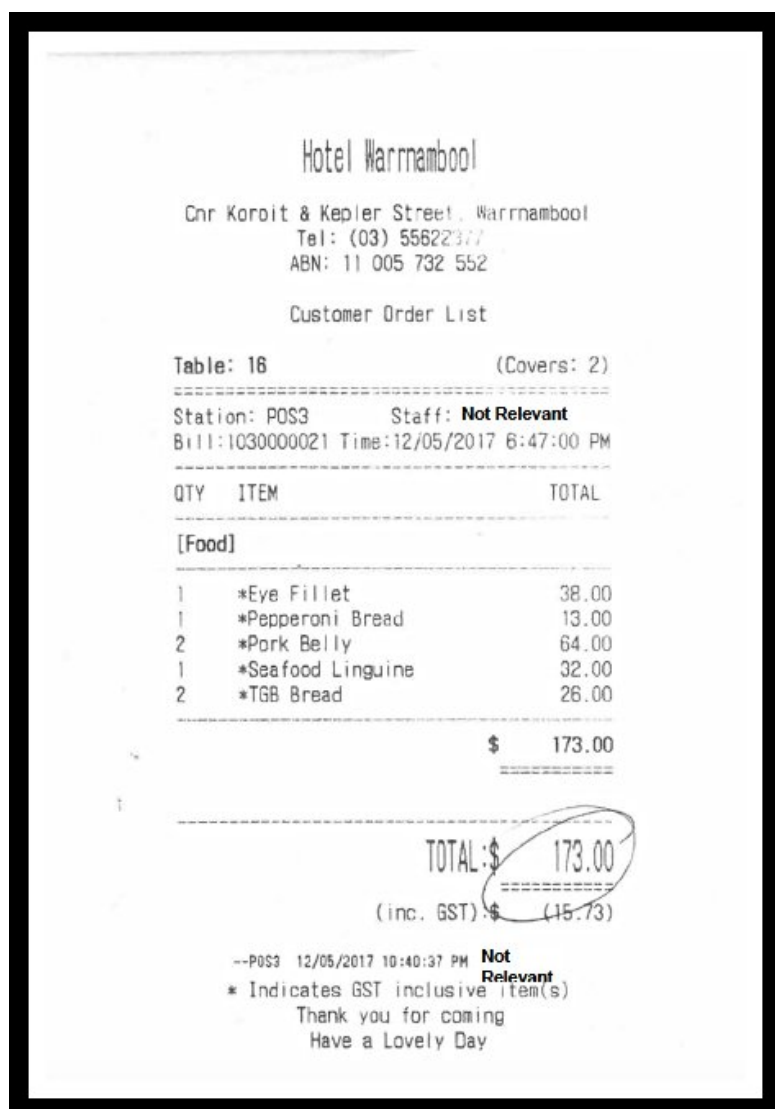 Hotel Warrnambool
Cnr Koroit & Kepler Street, Warrnambool
Tel: (03) 55622377
ABN: 11 005 732 552
Customer Order List
Table: 16 (Covers: 2)
Station: POS3 Staff: Not Relevant
Bill:1030000021 Time:12/05/2017 6:47:00 PM
QTY ITEM TOTAL
[Food]
1 *Eye Fillet 38.00
1 *Pepperoni Bread 13.00
2 *Pork Belly 64.00
1 *Seafood Linguine 32.00
2 *TGB Bread 26.00
$ 173.00
TOTAL:$ 173.00
(inc. GST):$ (15.73)
--POS3 12/05/2017 10:40:37 PM Not Relevant
* Indicates GST inclusive item(s)
Thank you for coming
Have a Lovely Day